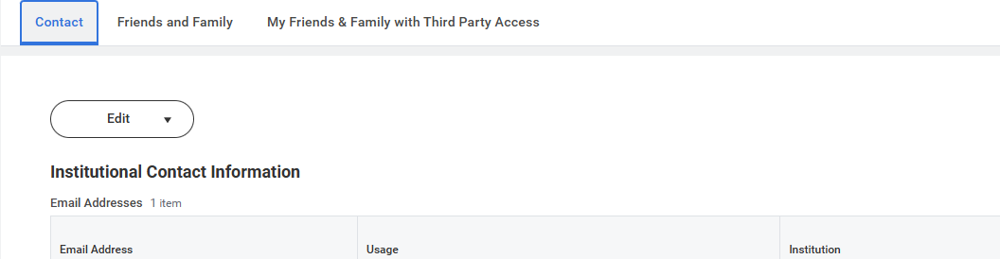 Contact Friends and Family My Friends & Family with Third Party Access
Edit
Institutional Contact Information
Email Addresses 1 item
Email Address Usage Institution